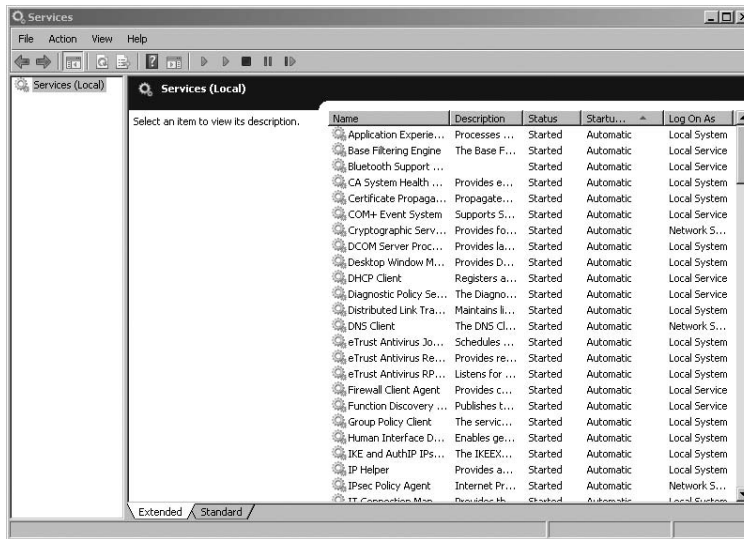 Services
File Action View Help
Services (Local)
Services (Local)
Select an item to view its description.
Name Description Status Startu... Log On As
Application Experie... Processes ... Started Automatic Local System
Base Filtering Engine The Base F... Started Automatic Local Service
Bluetooth Support ... Started Automatic Local Service
CA System Health ... Provides e... Started Automatic Local System
Certificate Propaga... Propagate... Started Automatic Local System
COM+ Event System Supports S... Started Automatic Local Service
Cryptographic Serv... Provides fo... Started Automatic Network S...
DCOM Server Proc... Provides la... Started Automatic Local System
Desktop Window M... Provides D... Started Automatic Local System
DHCP Client Registers a... Started Automatic Local Service
Diagnostic Policy Se... The Diagno... Started Automatic Local Service
Distributed Link Tra... Maintains li... Started Automatic Local System
DNS Client The DNS Cl... Started Automatic Network S...
eTrust Antivirus Jo... Schedules ... Started Automatic Local System
eTrust Antivirus Re... Provides re... Started Automatic Local System
eTrust Antivirus RP... Listens for ... Started Automatic Local System
Firewall Client Agent Provides c... Started Automatic Local Service
Function Discovery ... Publishes t... Started Automatic Local Service
Group Policy Client The servic... Started Automatic Local System
Human Interface D... Enables ge... Started Automatic Local System
IKE and AuthIP IPs... The IKEEX... Started Automatic Local System
IP Helper Provides a... Started Automatic Local System
IPsec Policy Agent Internet Pr... Started Automatic Network S...
IT Connection Man... Provides th... Started Automatic Local System
Extended Standard